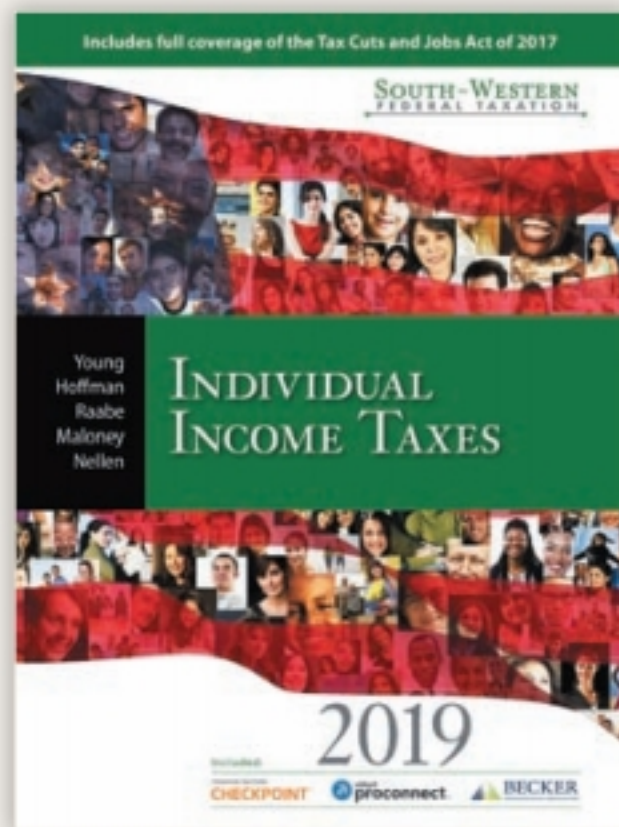 Includes full coverage of the Tax Cuts and Jobs Act of 2017
SOUTH-WESTERN
FEDERAL TAXATION
Young
Hoffman
Raabe
Maloney
Nellen
INDIVIDUAL
INCOME TAXES
2019
Included:
CHECKPOINT
proconnect
BECKER